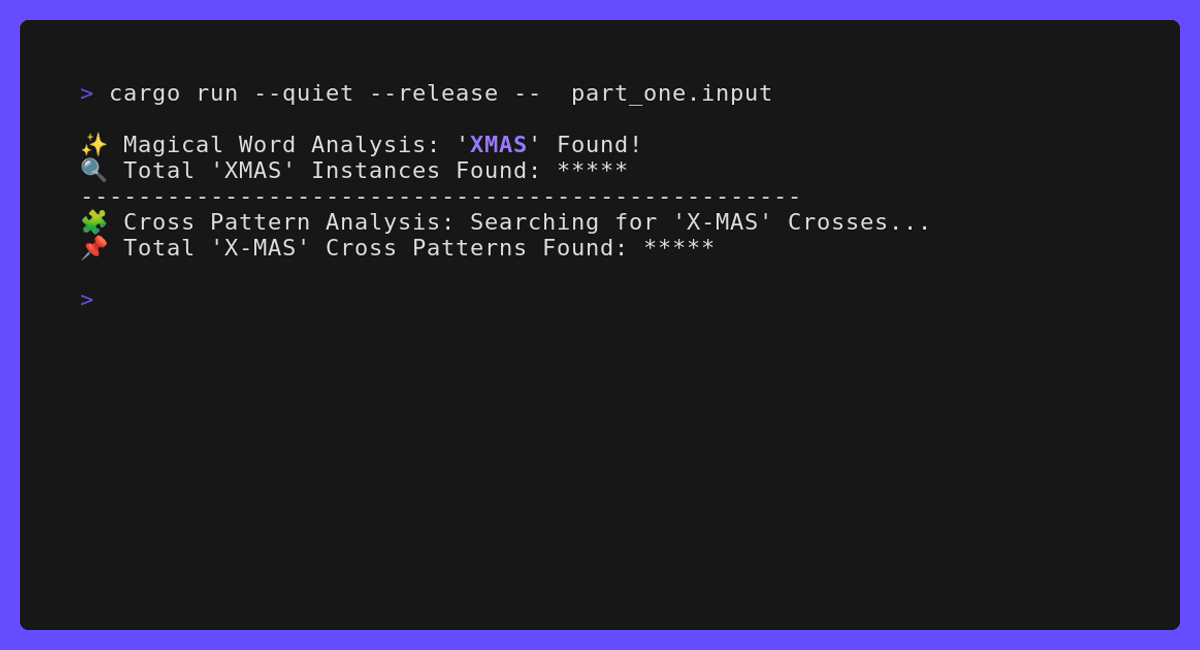 > cargo run --quiet --release --  part_one.input
✨ Magical Word Analysis: 'XMAS' Found!
🔍 Total 'XMAS' Instances Found: *****
--------------------------------------------------
🧩 Cross Pattern Analysis: Searching for 'X-MAS' Crosses...
📌 Total 'X-MAS' Cross Patterns Found: *****
>